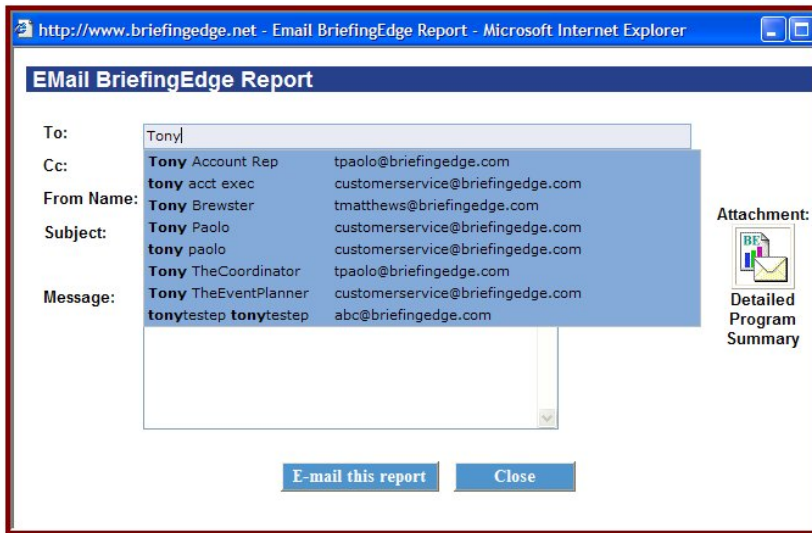 http://www.briefingedge.net - Email BriefingEdge Report - Microsoft Internet Explorer
EMail BriefingEdge Report
To: Tony
Tony Account Rep tpaolo@briefingedge.com
Cc:
tony acct exec customerservice@briefingedge.com
From Name:
Tony Brewster tmatthews@briefingedge.com
Tony Paolo customerservice@briefingedge.com
Subject:
tony paolo customerservice@briefingedge.com
Tony TheCoordinator tpaolo@briefingedge.com
Message:
Tony TheEventPlanner customerservice@briefingedge.com
tonytestep tonytestep abc@briefingedge.com
Attachment:
BE
Detailed
Program
Summary
E-mail this report Close